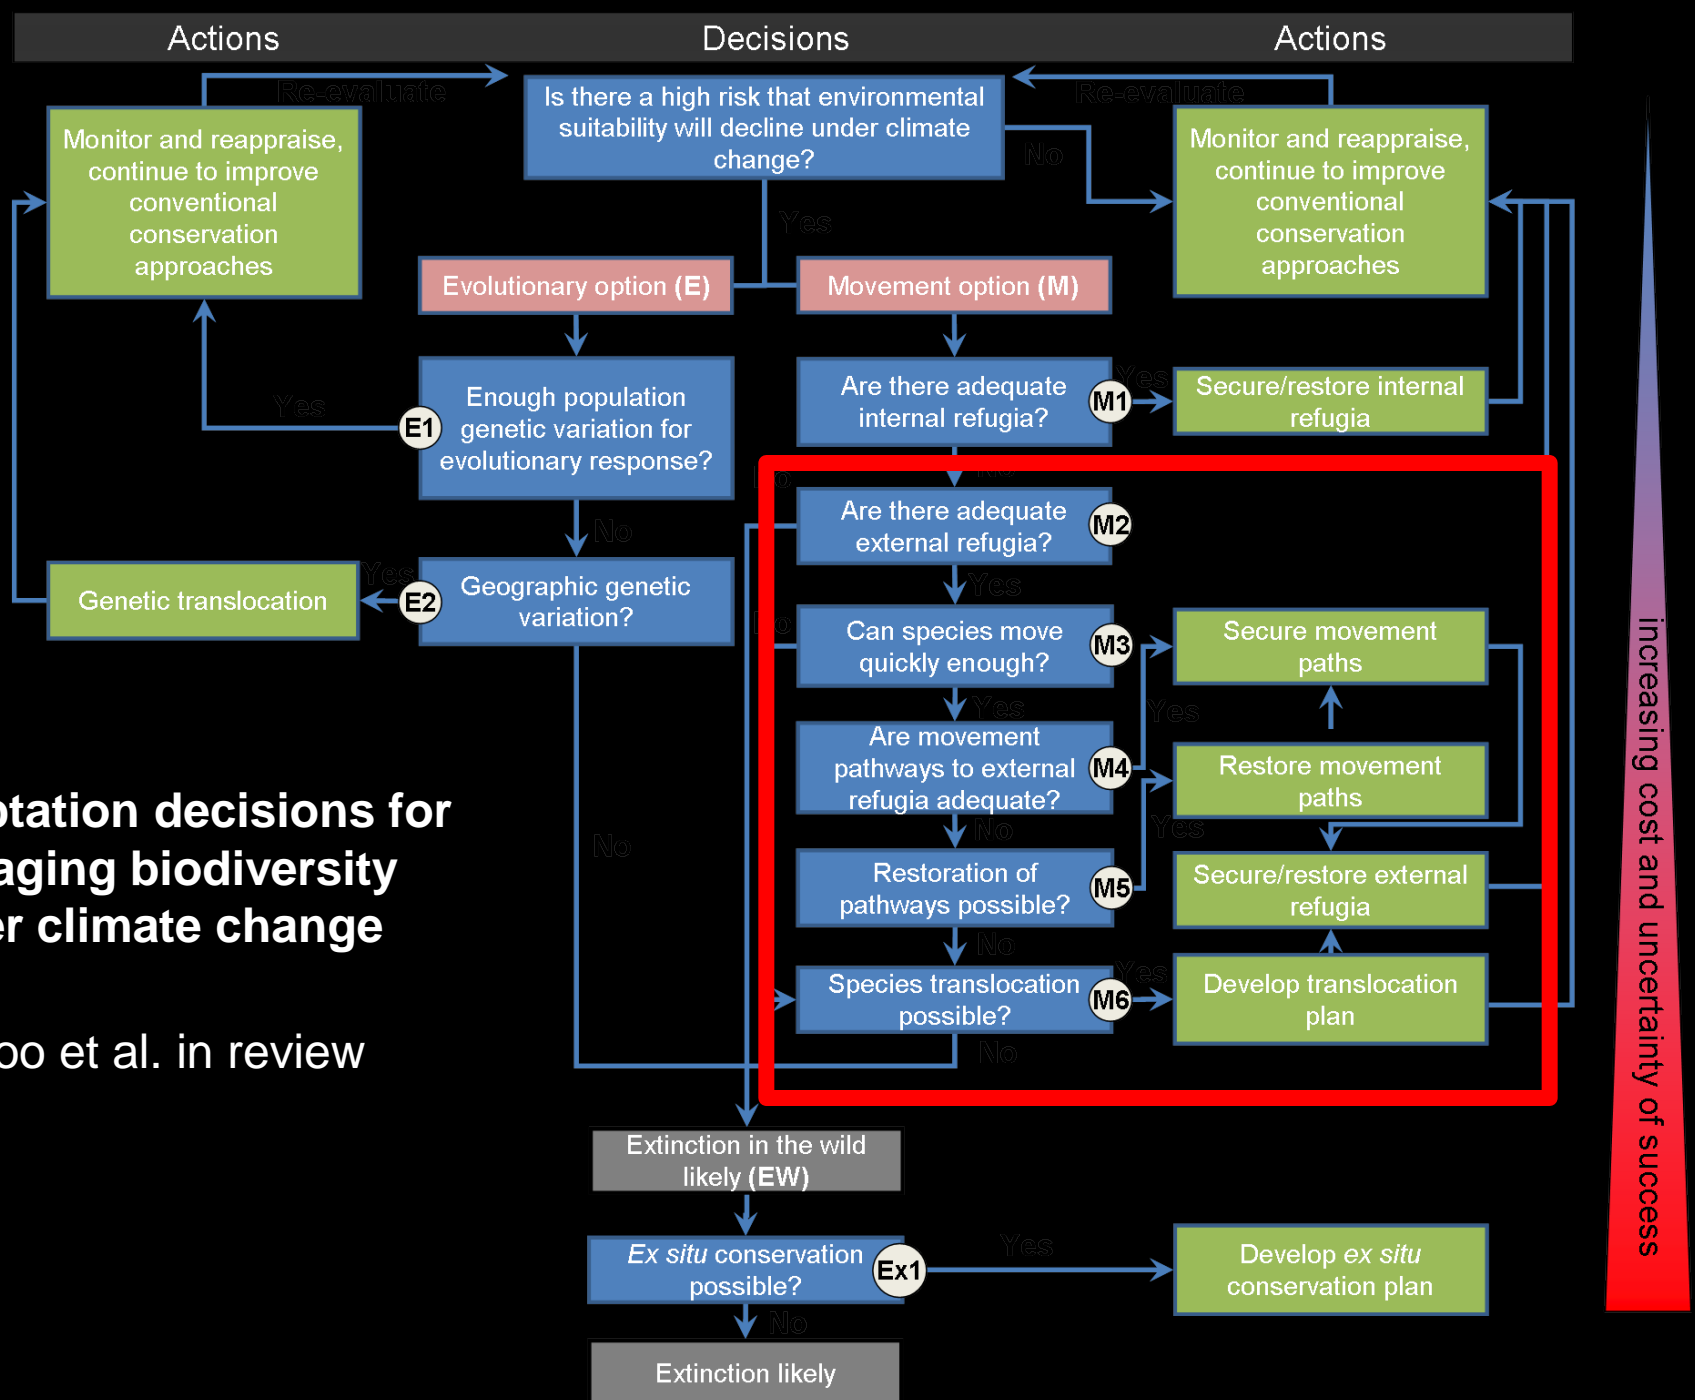 Actions
Decisions
Actions
Re-evaluate
Re-evaluate
Is there a high risk that environmental
suitability will decline under climate
change?
No
Yes
Monitor and reappraise,
continue to improve
conventional
conservation
approaches
Monitor and reappraise,
continue to improve
conventional
conservation
approaches
Evolutionary option (E)
Movement option (M)
Enough population
genetic variation for
evolutionary response?
E1
Yes
No
Are there adequate
internal refugia?
M1
Yes
Secure/restore internal
refugia
No
Are there adequate
external refugia?
M2
No
Yes
Genetic translocation
Yes
E2
Geographic genetic
variation?
No
Can species move
quickly enough?
M3
No
Yes
Secure movement
paths
Are movement
pathways to external
refugia adequate?
M4
Yes
No
Restore movement
paths
Restoration of
pathways possible?
M5
Yes
No
Secure/restore external
refugia
Species translocation
possible?
M6
Yes
No
Develop translocation
plan
ptation decisions for
aging biodiversity
er climate change
oo et al. in review
Extinction in the wild
likely (EW)
Ex situ conservation
possible?
Ex1
Yes
No
Develop ex situ
conservation plan
Extinction likely
increasing cost and uncertainty of success